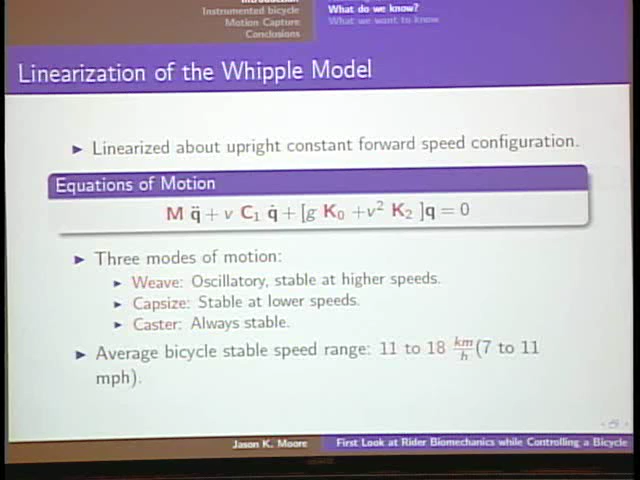 Introduction
Instrumented bicycle
Motion Capture
Conclusions
What do we know?
What we want to know
Linearization of the Whipple Model
Linearized about upright constant forward speed configuration.
Equations of Motion
M q̈ + v C₁ q̇ + [g K₀ + v² K₂ ]q = 0
Three modes of motion:
Weave: Oscillatory, stable at higher speeds.
Capsize: Stable at lower speeds.
Caster: Always stable.
Average bicycle stable speed range: 11 to 18 km/h (7 to 11
mph).
Jason K. Moore
First Look at Rider Biomechanics while Controlling a Bicycle